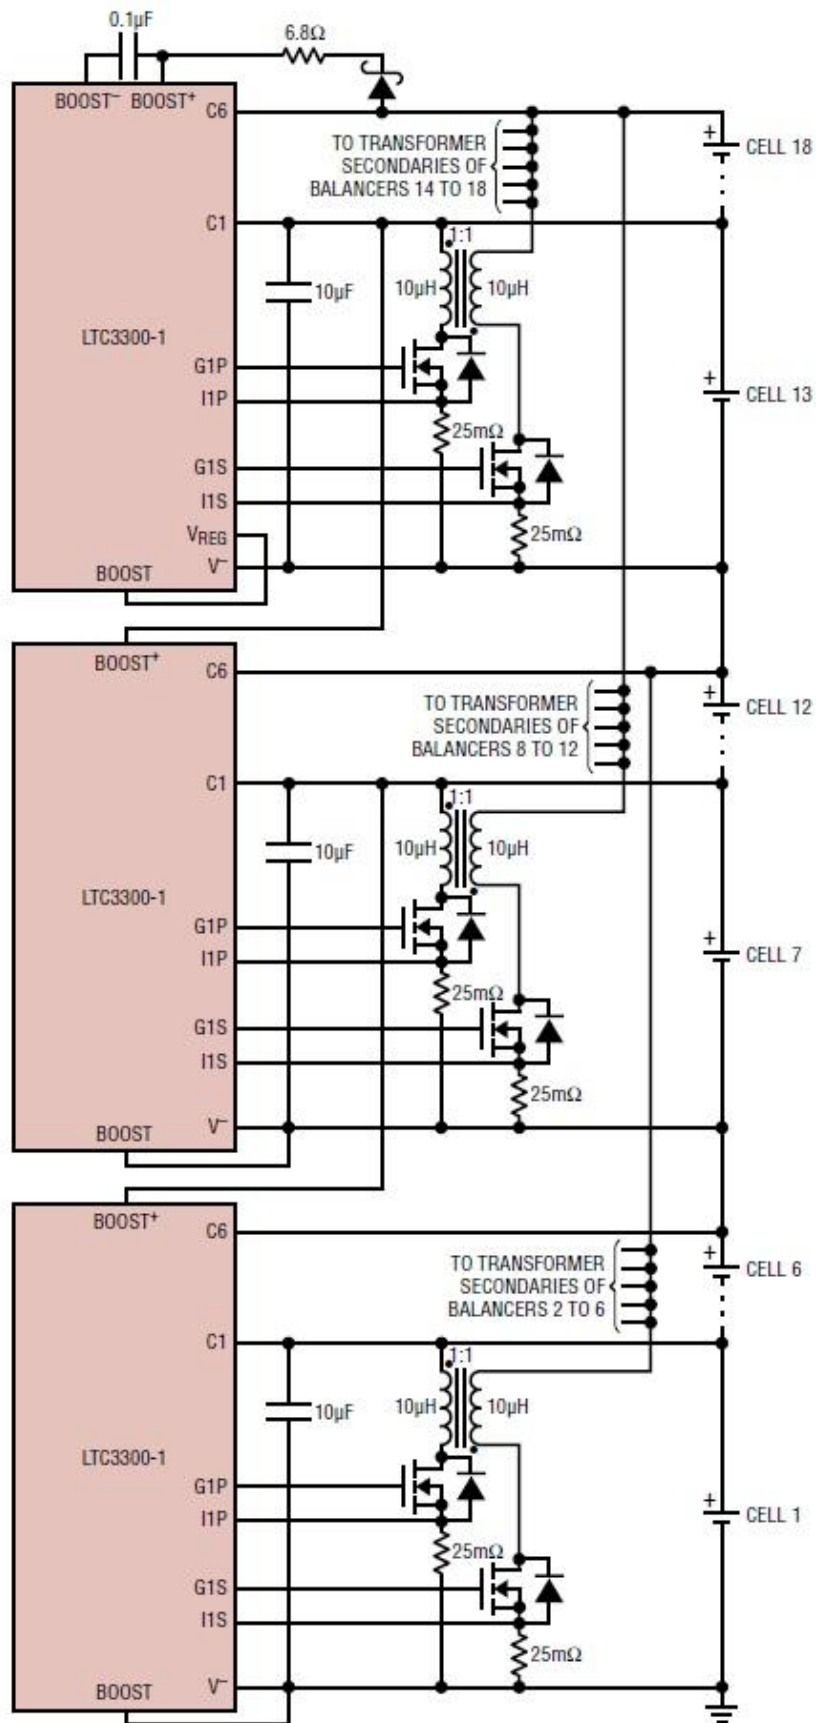 0.1µF
6.8Ω
BOOST⁻ BOOST⁺
C6
TO TRANSFORMER
SECONDARIES OF
BALANCERS 14 TO 18
+
CELL 18
C1
1:1
10µF
10µH
10µH
LTC3300-1
G1P
I1P
+
CELL 13
25mΩ
G1S
I1S
25mΩ
VREG
V⁻
BOOST
BOOST⁺
C6
TO TRANSFORMER
SECONDARIES OF
BALANCERS 8 TO 12
+
CELL 12
C1
1:1
10µF
10µH
10µH
LTC3300-1
G1P
I1P
+
CELL 7
25mΩ
G1S
I1S
25mΩ
V⁻
BOOST
BOOST⁺
C6
TO TRANSFORMER
SECONDARIES OF
BALANCERS 2 TO 6
+
CELL 6
C1
1:1
10µF
10µH
10µH
LTC3300-1
G1P
I1P
+
CELL 1
25mΩ
G1S
I1S
25mΩ
V⁻
BOOST